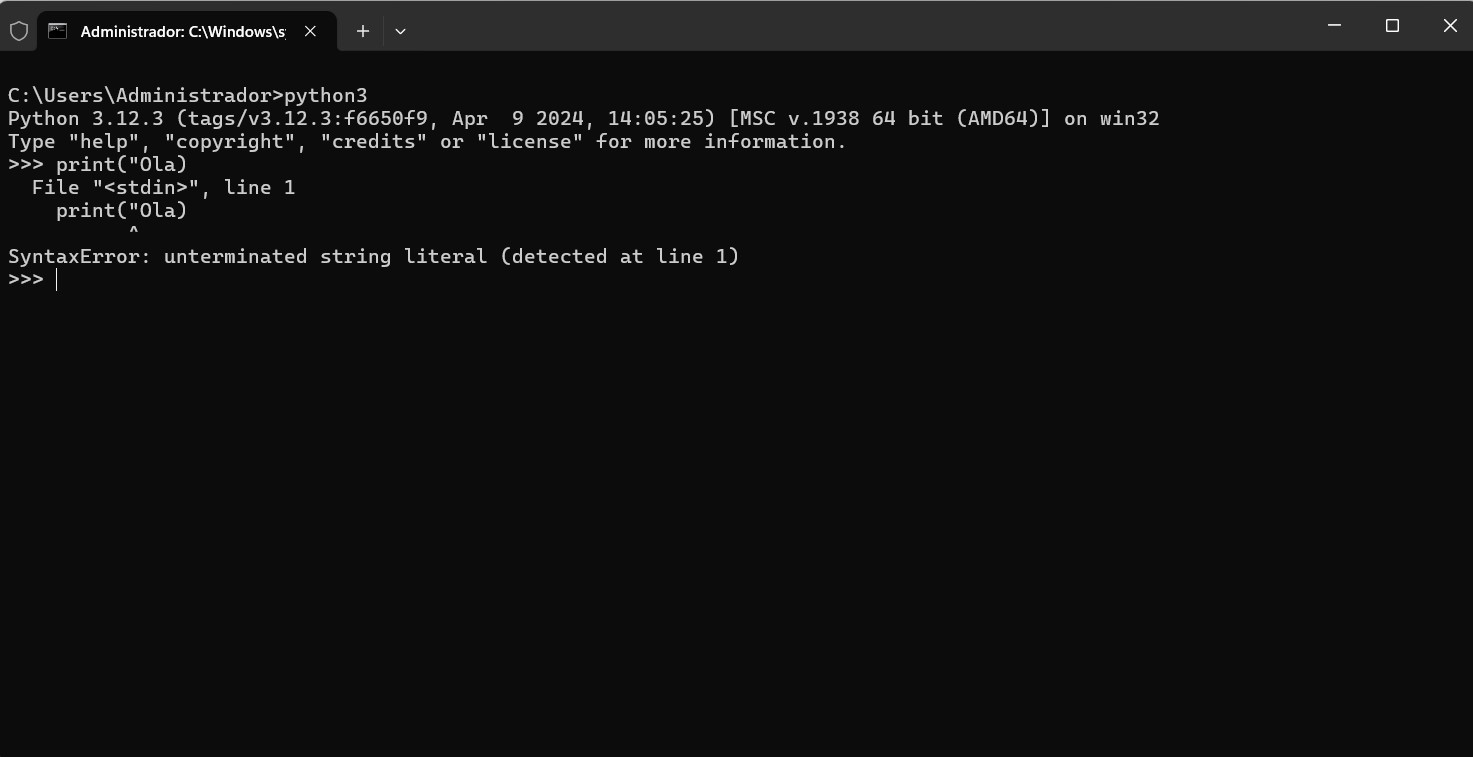 Administrador: C:\Windows\s
C:\Users\Administrador>python3
Python 3.12.3 (tags/v3.12.3:f6650f9, Apr  9 2024, 14:05:25) [MSC v.1938 64 bit (AMD64)] on win32
Type "help", "copyright", "credits" or "license" for more information.
>>> print("Ola)
  File "<stdin>", line 1
    print("Ola)
          ^
SyntaxError: unterminated string literal (detected at line 1)
>>>